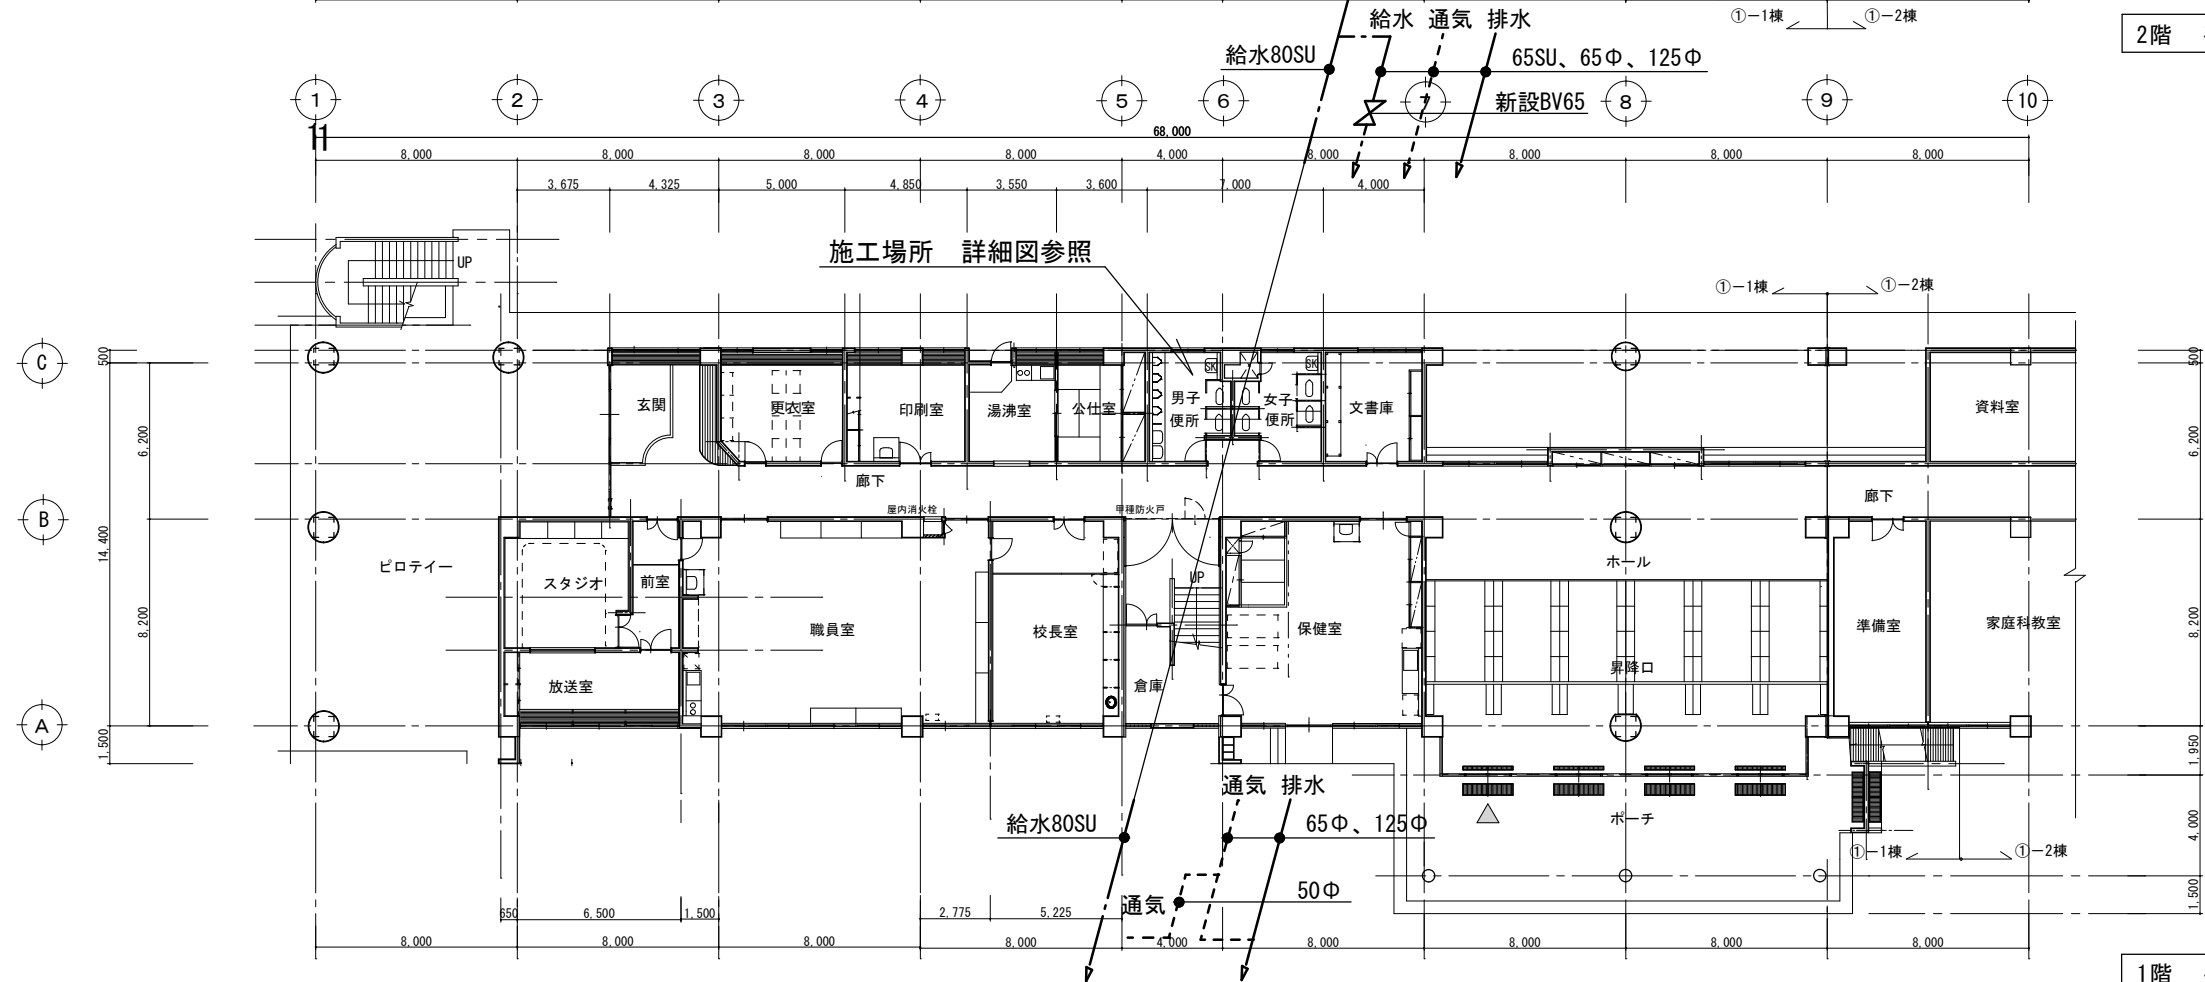 給水 通気 排水
①-1棟 ①-2棟
2階
給水80SU
65SU、65Φ、125Φ
新設BV65
1 2 3 4 5 6 7 8 9 10
11
68,000
8,000 8,000 8,000 8,000 4,000 8,000 8,000 8,000 8,000
3,675 4,325 5,000 4,850 3,550 3,600 7,000 4,000
施工場所 詳細図参照
UP
①-1棟 ①-2棟
C
500
500
SK
SK
玄関
更衣室
印刷室
湯沸室
公仕室
男子
便所
女子
便所
文書庫
資料室
6,200
6,200
廊下
廊下
屋内消火栓
甲種防火戸
B
14,400
ピロテイー
スタジオ
前室
UP
ホール
職員室
校長室
保健室
準備室
家庭科教室
8,200
8,200
昇降口
放送室
倉庫
A
1,500
1,950
通気 排水
給水80SU
65Φ、125Φ
ポーチ
4,000
①-1棟 ①-2棟
50Φ
通気
1,500
650 6,500 1,500 2,775 5,225
8,000 8,000 8,000 8,000 4,000 8,000 8,000 8,000 8,000
1階